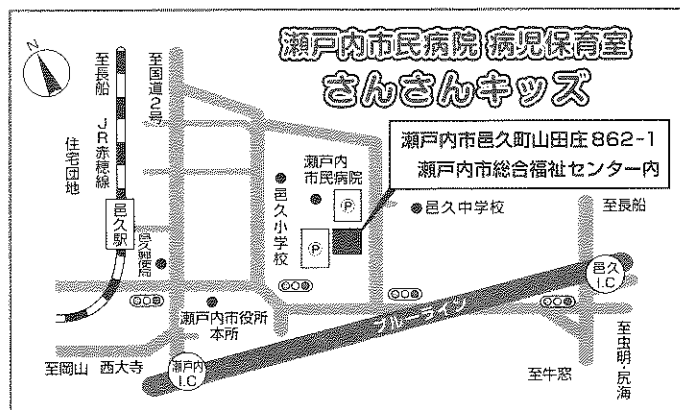 瀬戸内市民病院 病児保育室
さんさんキッズ
瀬戸内市邑久町山田庄862-1
瀬戸内市総合福祉センター内
N
至長船
JR赤穂線
住宅団地
至国道2号
邑久駅
邑久郵便局
瀬戸内
市民病院
P
P
邑久小学校
邑久中学校
至長船
邑久
I.C
ブルーライン
瀬戸内市役所
本所
至岡山
西大寺
瀬戸内
I.C
至牛窓
至虫明・尻海